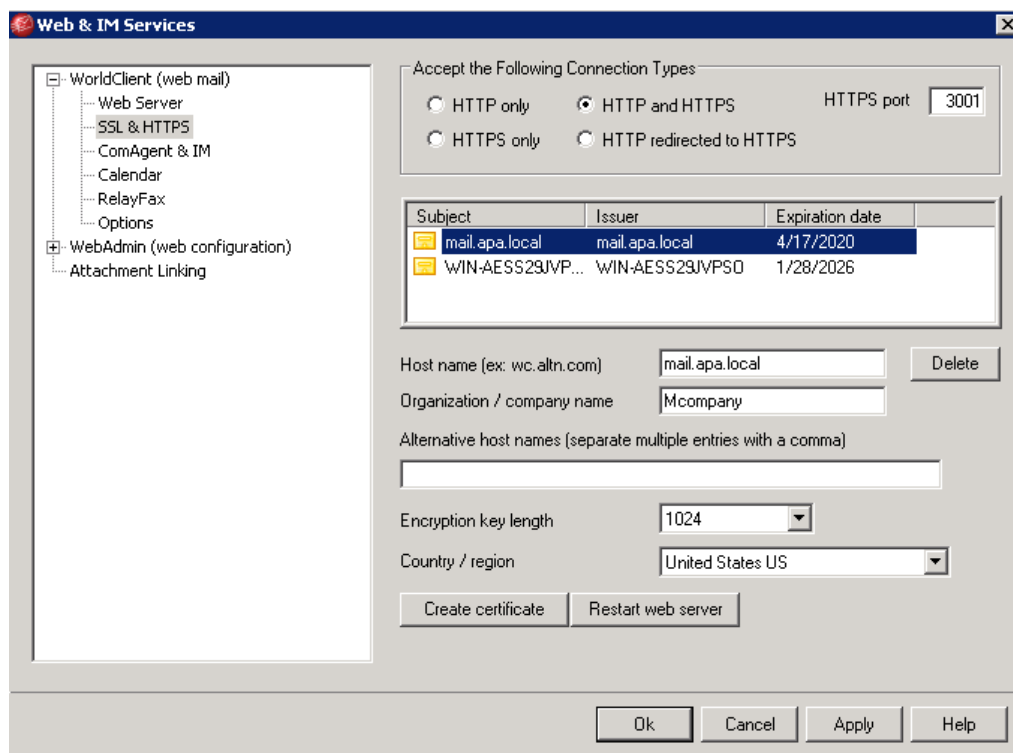 Web & IM Services
WorldClient (web mail)
Web Server
SSL & HTTPS
ComAgent & IM
Calendar
RelayFax
Options
WebAdmin (web configuration)
Attachment Linking
Accept the Following Connection Types
HTTP only HTTP and HTTPS HTTPS port 3001
HTTPS only HTTP redirected to HTTPS
Subject Issuer Expiration date
mail.apa.local mail.apa.local 4/17/2020
WIN-AESS29JVP... WIN-AESS29JVPSO 1/28/2026
Host name (ex: wc.altn.com) mail.apa.local Delete
Organization / company name Mcompany
Alternative host names (separate multiple entries with a comma)
Encryption key length 1024
Country / region United States US
Create certificate Restart web server
Ok Cancel Apply Help